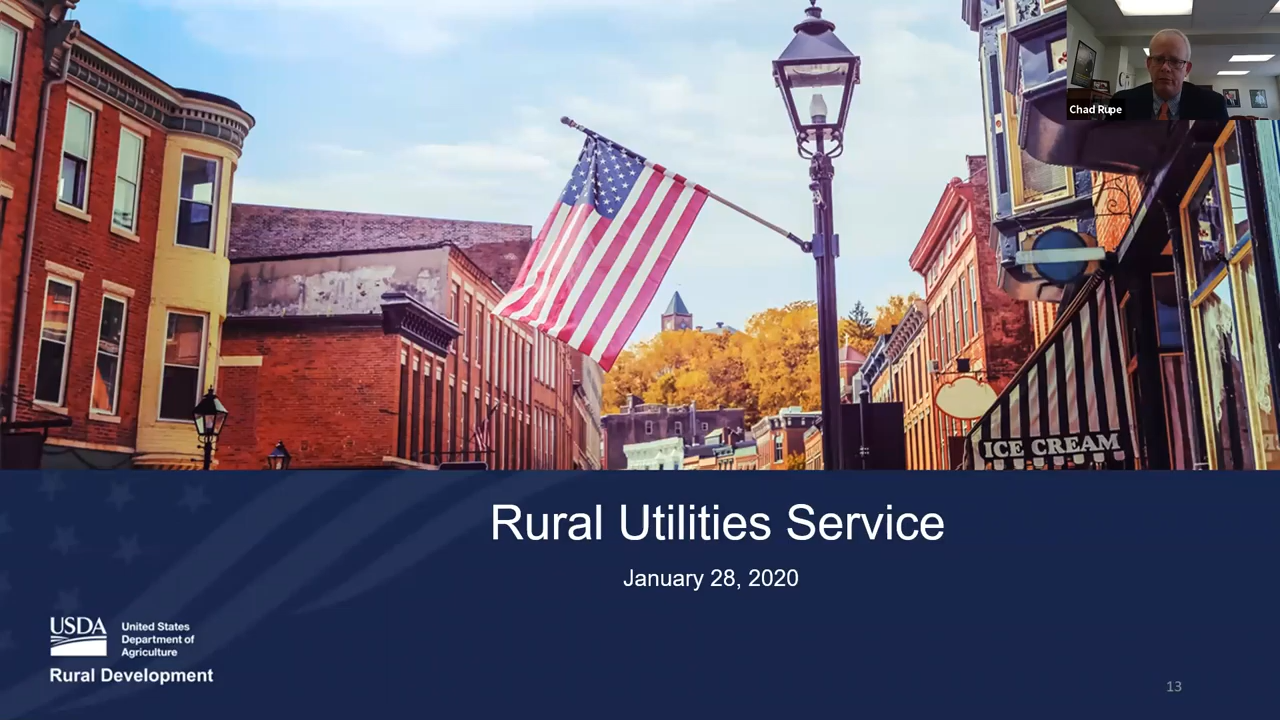 Chad Rupe
ICE CREAM
Rural Utilities Service
January 28, 2020
USDA
United States
Department of
Agriculture
Rural Development
13